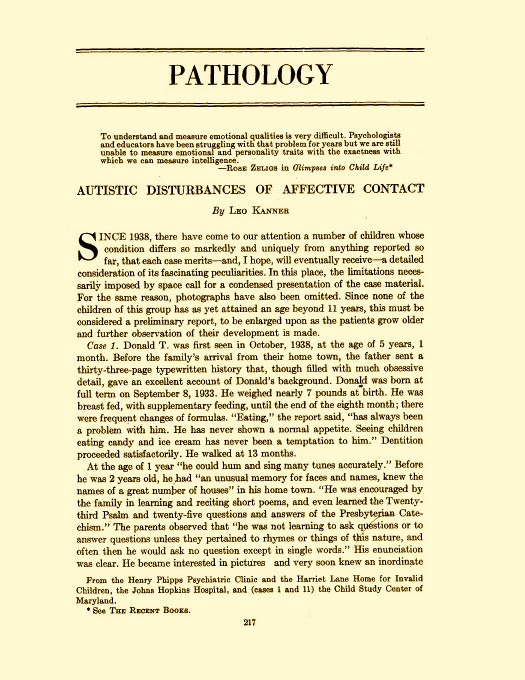 PATHOLOGY
To understand and measure emotional qualities is very difficult. Psychologists
and educators have been struggling with that problem for years but we are still
unable to measure emotional and personality traits with the exactness with
which we can measure intelligence.
—ROSE ZELIGS in Glimpses into Child Life*
AUTISTIC DISTURBANCES OF AFFECTIVE CONTACT
By LEO KANNER
SINCE 1938, there have come to our attention a number of children whose
condition differs so markedly and uniquely from anything reported so
far, that each case merits—and, I hope, will eventually receive—a detailed
consideration of its fascinating peculiarities. In this place, the limitations neces-
sarily imposed by space call for a condensed presentation of the case material.
For the same reason, photographs have also been omitted. Since none of the
children of this group has as yet attained an age beyond 11 years, this must be
considered a preliminary report, to be enlarged upon as the patients grow older
and further observation of their development is made.
Case 1. Donald T. was first seen in October, 1938, at the age of 5 years, 1
month. Before the family's arrival from their home town, the father sent a
thirty-three-page typewritten history that, though filled with much obsessive
detail, gave an excellent account of Donald's background. Donald was born at
full term on September 8, 1933. He weighed nearly 7 pounds at birth. He was
breast fed, with supplementary feeding, until the end of the eighth month; there
were frequent changes of formulas. "Eating," the report said, "has always been
a problem with him. He has never shown a normal appetite. Seeing children
eating candy and ice cream has never been a temptation to him." Dentition
proceeded satisfactorily. He walked at 13 months.
At the age of 1 year "he could hum and sing many tunes accurately." Before
he was 2 years old, he had "an unusual memory for faces and names, knew the
names of a great number of houses" in his home town. "He was encouraged by
the family in learning and reciting short poems, and even learned the Twenty-
third Psalm and twenty-five questions and answers of the Presbyterian Cate-
chism." The parents observed that "he was not learning to ask questions or to
answer questions unless they pertained to rhymes or things of this nature, and
often then he would ask no question except in single words." His enunciation
was clear. He became interested in pictures and very soon knew an inordinate
From the Henry Phipps Psychiatric Clinic and the Harriet Lane Home for Invalid
Children, the Johns Hopkins Hospital, and (cases 1 and 11) the Child Study Center of
Maryland.
* See THE RECENT BOOKS.
217